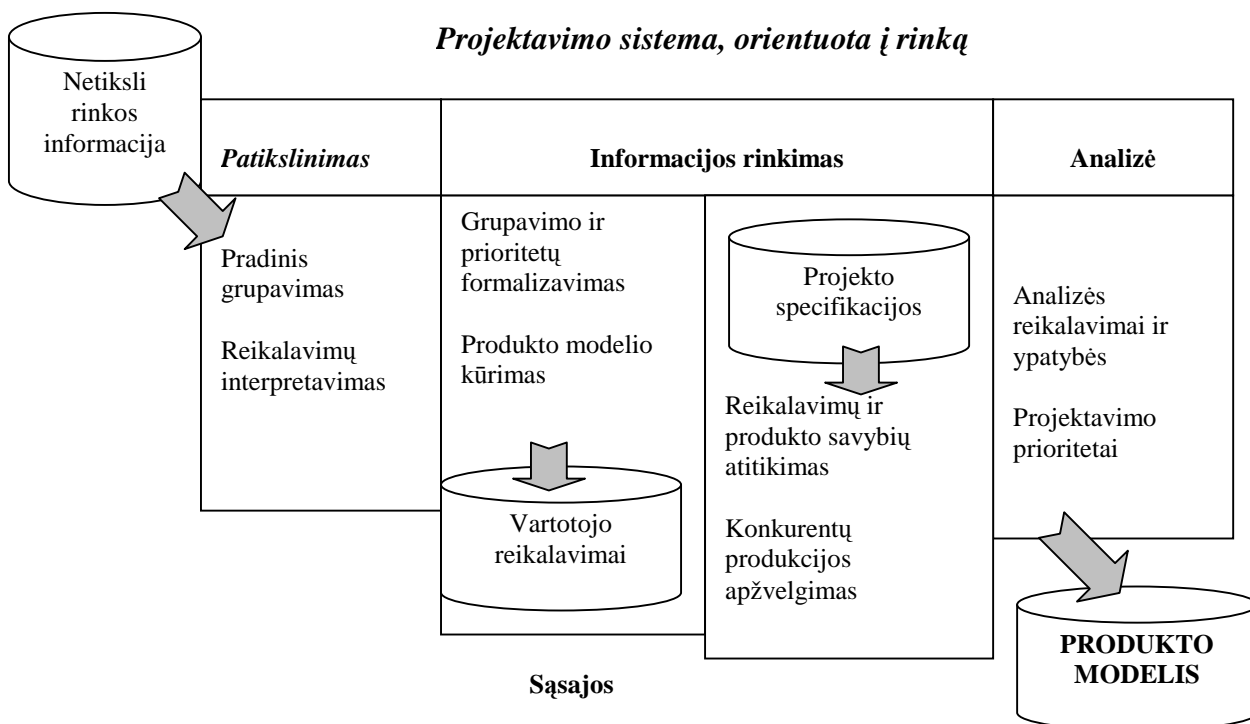 Projektavimo sistema, orientuota į rinką
Netiksli
rinkos
informacija
Patikslinimas
Informacijos rinkimas
Analizė
Pradinis
grupavimas
Reikalavimų
interpretavimas
Grupavimo ir
prioritetų
formalizavimas
Produkto modelio
kūrimas
Vartotojo
reikalavimai
Projekto
specifikacijos
Reikalavimų ir
produkto savybių
atitikimas
Konkurentų
produkcijos
apžvelgimas
Analizės
reikalavimai ir
ypatybės
Projektavimo
prioritetai
PRODUKTO
MODELIS
Sąsajos